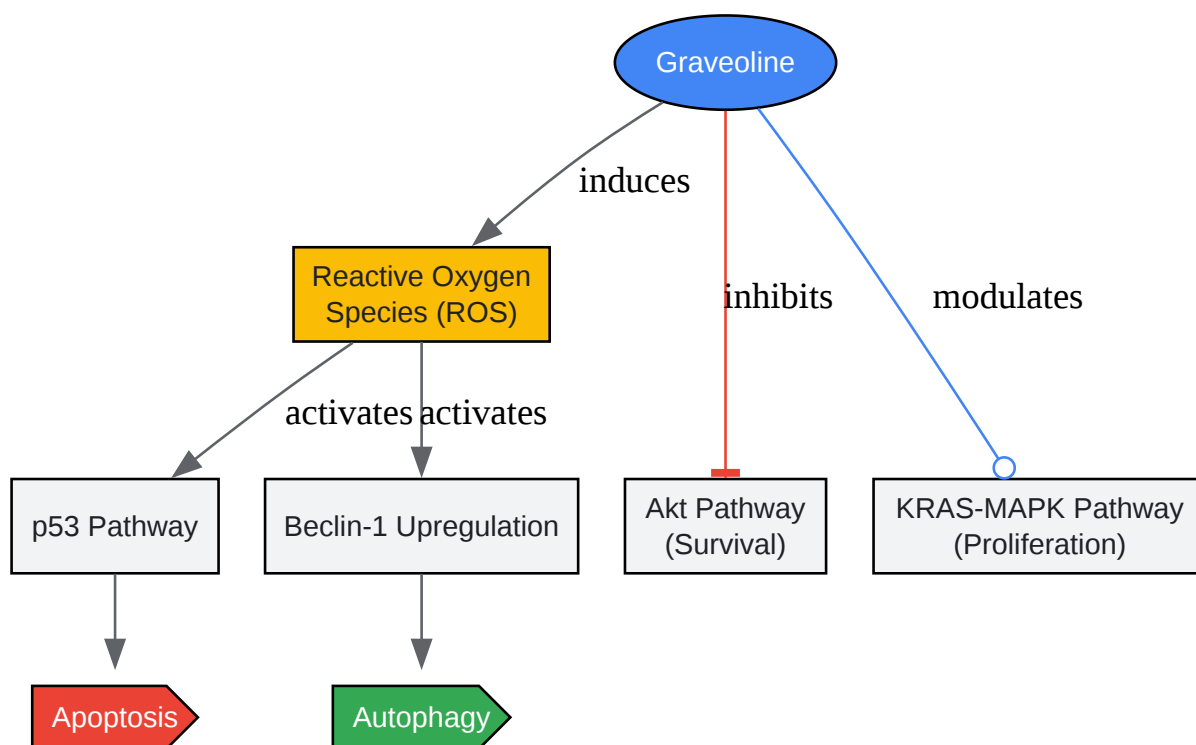 Graveoline
induces
Reactive Oxygen
Species (ROS)
inhibits
modulates
activates
activates
p53 Pathway
Beclin-1 Upregulation
Akt Pathway
(Survival)
KRAS-MAPK Pathway
(Proliferation)
Apoptosis
Autophagy